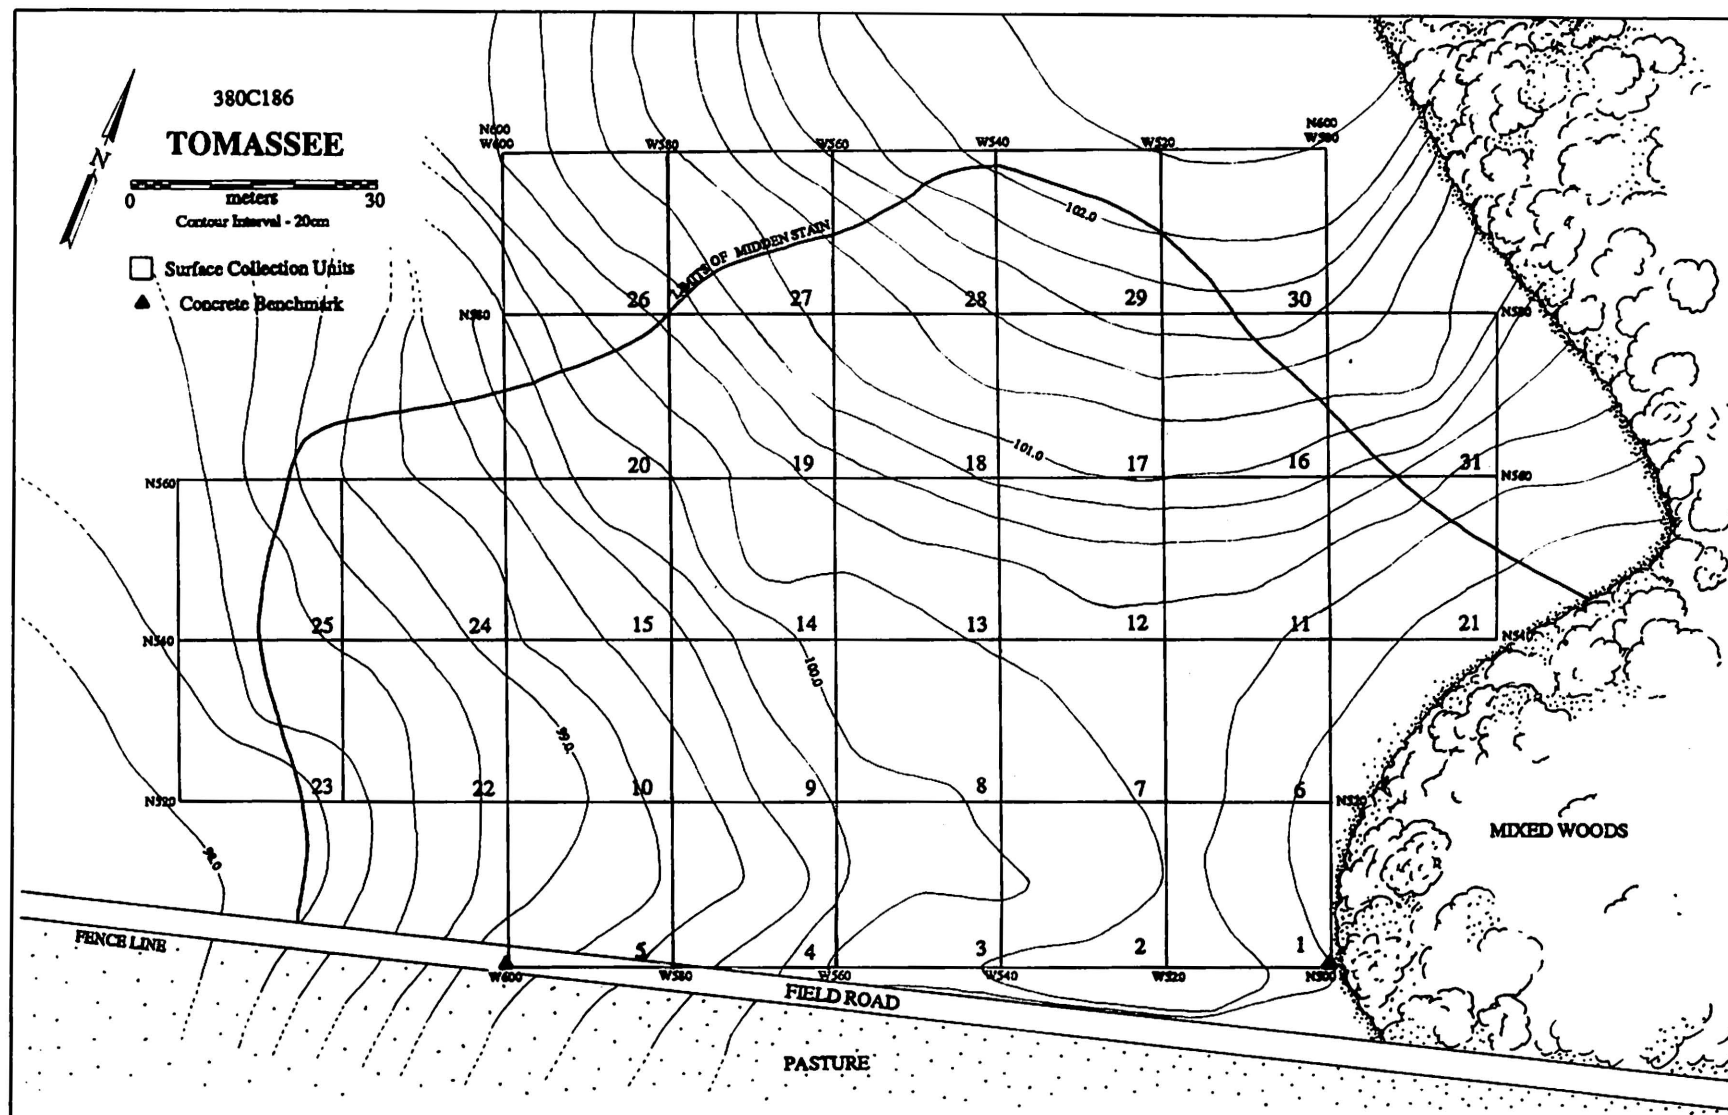 380C186
TOMASSEE
N
0 meters 30
Contour Interval - 20cm
Surface Collection Units
Concrete Benchmark
N600
W600
W580
W560
W540
W520
N600
W580
102.0
LIMITS OF MIDDEN STAIN
N580
26
27
28
29
30
N580
101.0
N560
20
19
18
17
16
31
N560
N540
25
24
15
14
13
12
11
21
N540
100.0
99.0
N520
23
22
10
9
8
7
6
N520
MIXED WOODS
98.0
FENCE LINE
5
4
3
2
1
W600
W580
W560
W540
W520
N500
FIELD ROAD
PASTURE